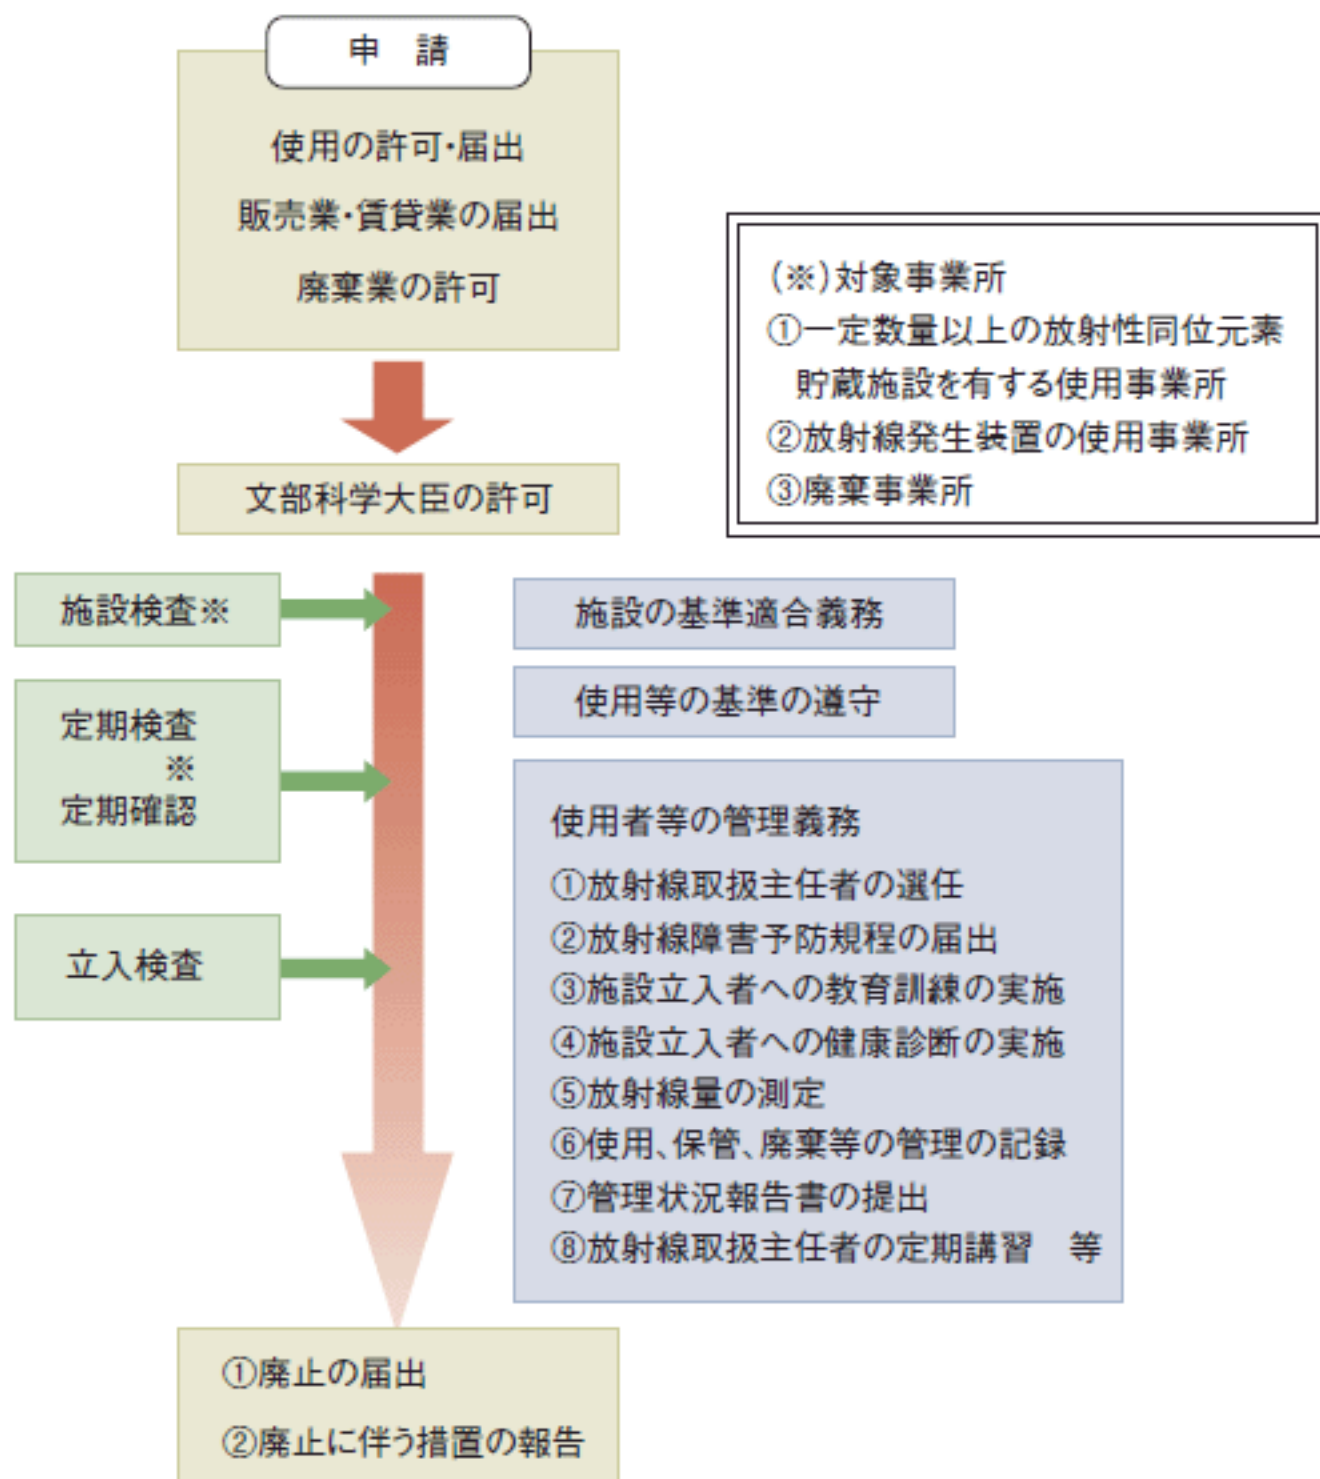 申　請
使用の許可・届出
販売業・賃貸業の届出
廃棄業の許可
(※)対象事業所
①一定数量以上の放射性同位元素
貯蔵施設を有する使用事業所
②放射線発生装置の使用事業所
③廃棄事業所
文部科学大臣の許可
施設検査※
定期検査
※
定期確認
立入検査
施設の基準適合義務
使用等の基準の遵守
使用者等の管理義務
①放射線取扱主任者の選任
②放射線障害予防規程の届出
③施設立入者への教育訓練の実施
④施設立入者への健康診断の実施
⑤放射線量の測定
⑥使用、保管、廃棄等の管理の記録
⑦管理状況報告書の提出
⑧放射線取扱主任者の定期講習　等
①廃止の届出
②廃止に伴う措置の報告